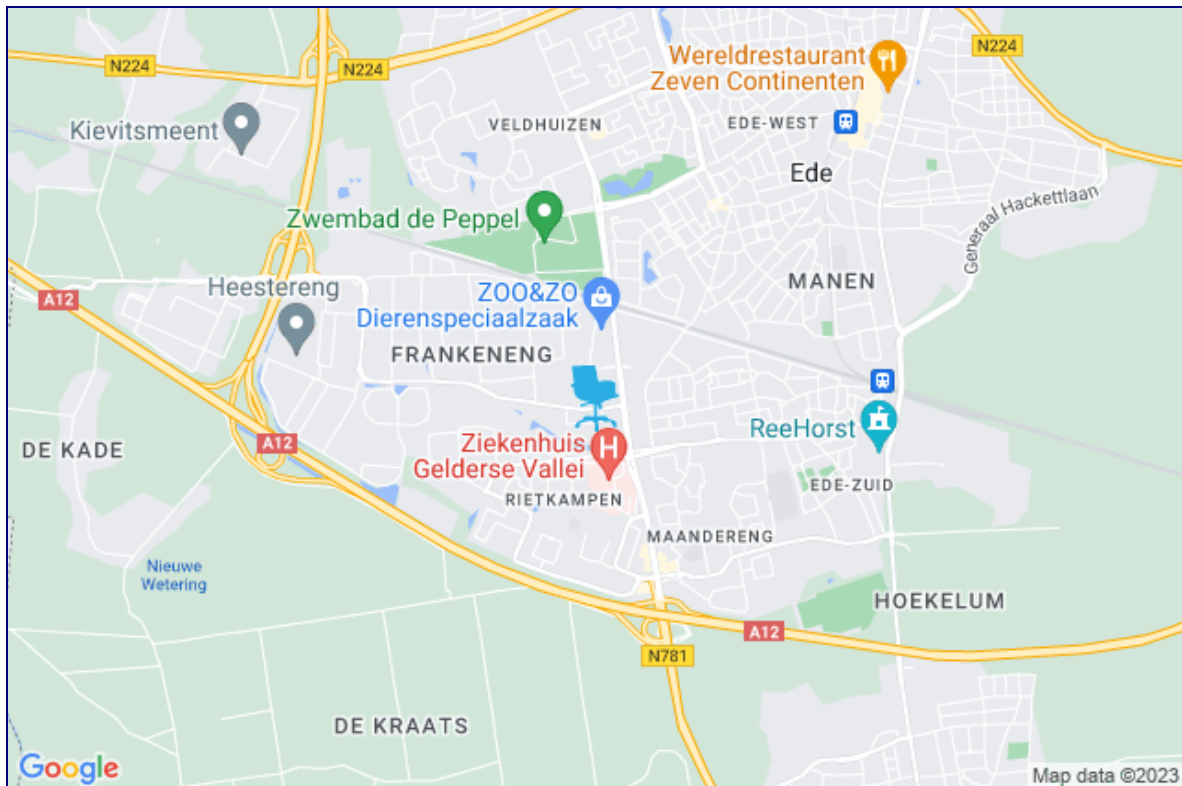 Wereldrestaurant
Zeven Continenten
N224
N224
N224
Kievitsmeent
VELDHUIZEN
EDE-WEST
Ede
Generaal Hackettlaan
Zwembad de Peppel
MANEN
A12
Heestereng
ZOO&ZO
Dierenspeciaalzaak
FRANKENENG
DE KADE
A12
Ziekenhuis
Gelderse Vallei
H
ReeHorst
EDE-ZUID
RIETKAMPEN
MAANDERENG
Nieuwe
Wetering
HOEKELUM
A12
N781
DE KRAATS
Google
Map data ©2023